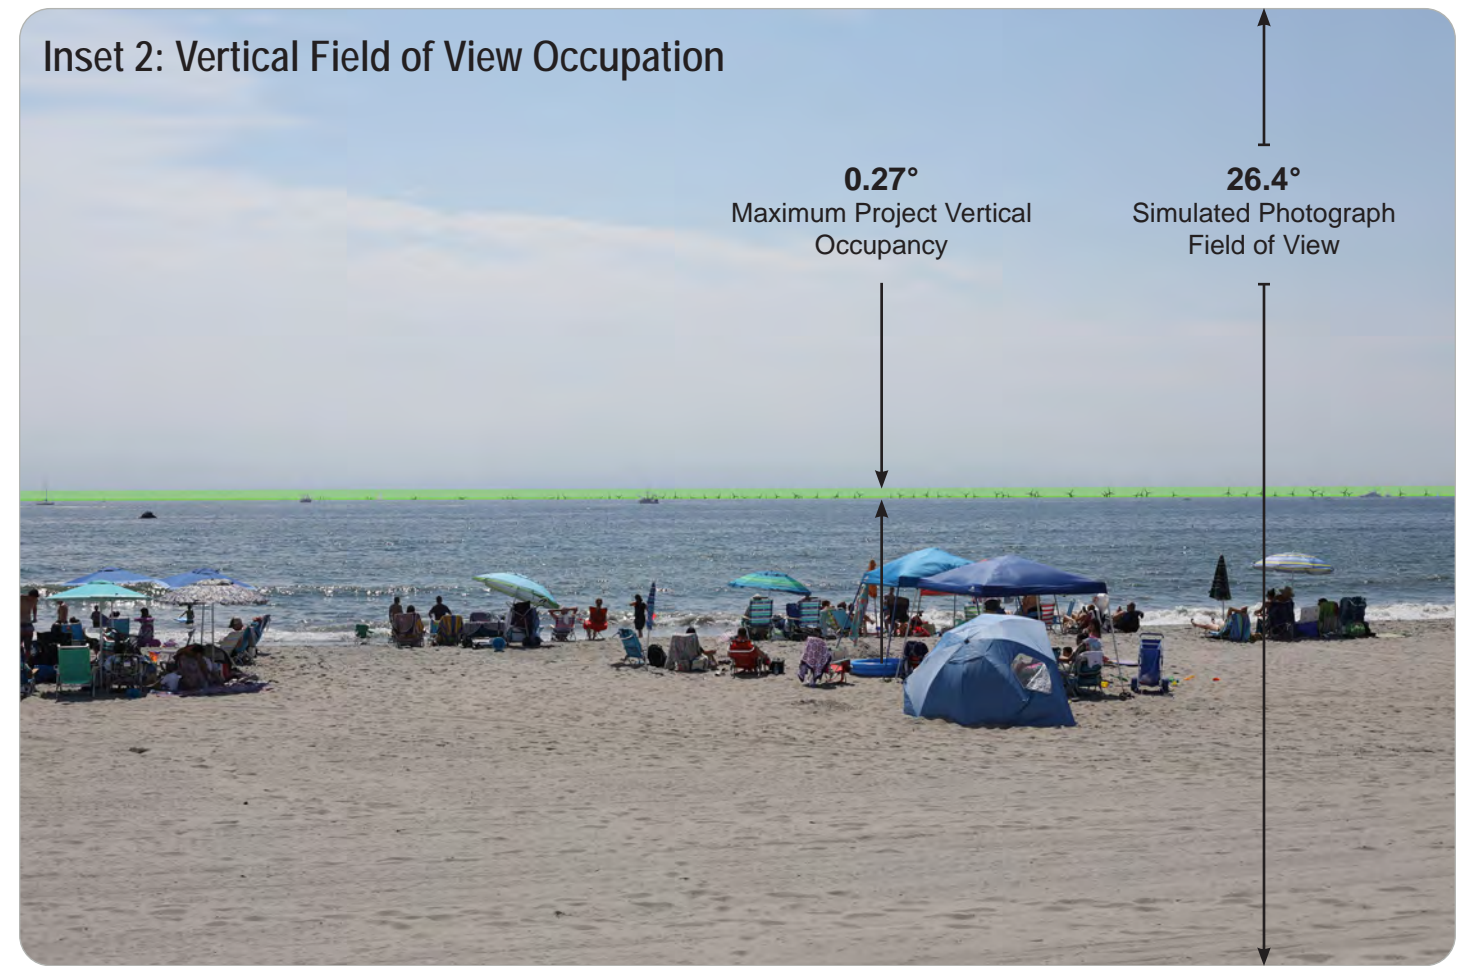 Inset 2: Vertical Field of View Occupation
0.27°
Maximum Project Vertical
Occupancy
26.4°
Simulated Photograph
Field of View